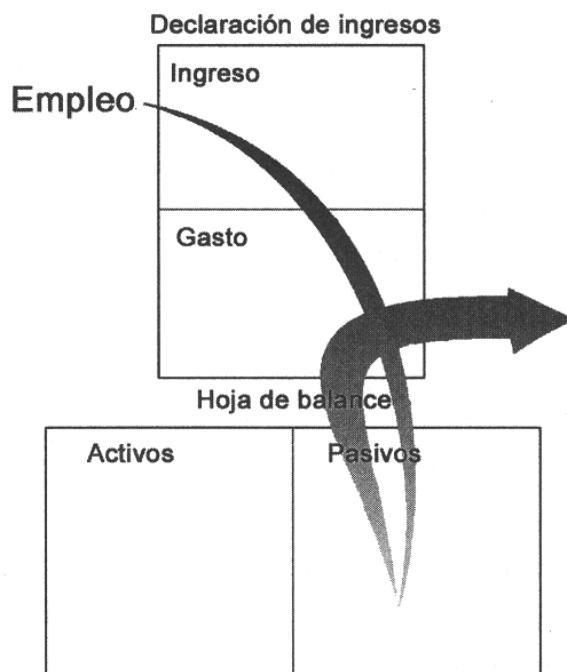 Declaración de ingresos
Ingreso
Empleo
Gasto
Hoja de balance
Activos
Pasivos